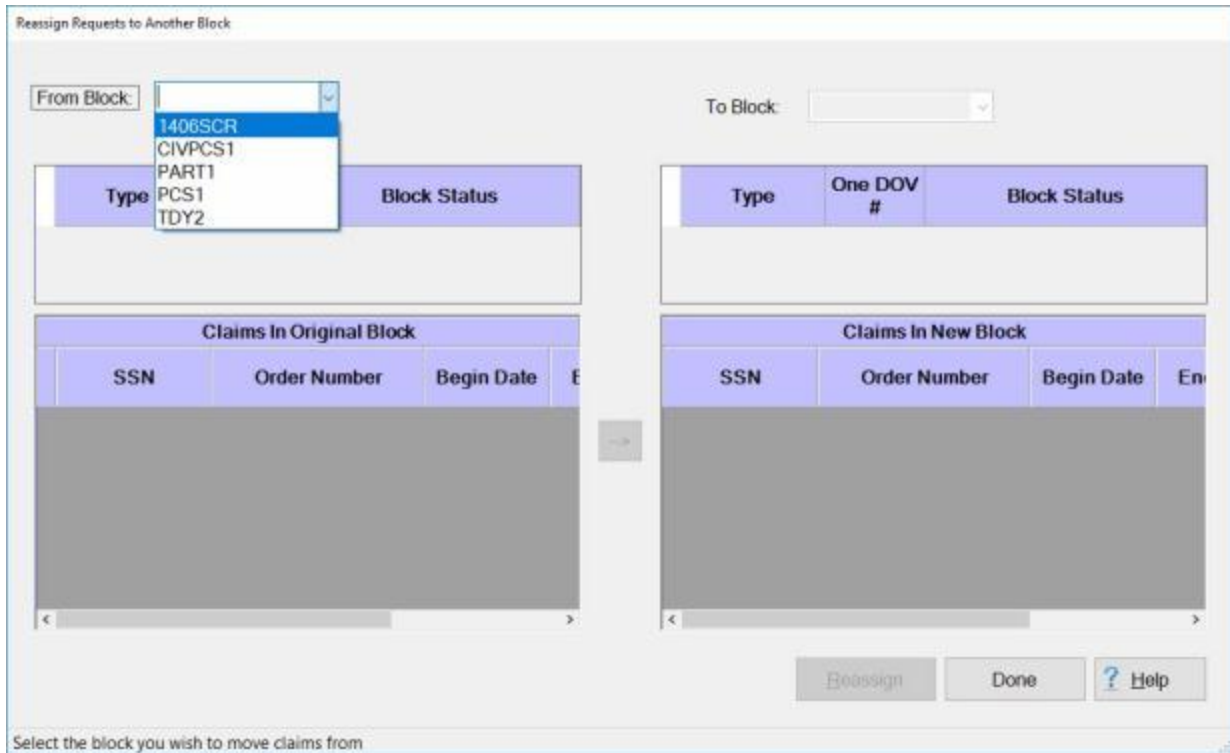 Reassign Requests to Another Block
From Block:
To Block:
1406SCR
CIVPCS1
PART1
PCS1
TDY2
Type
Block Status
Type
One DOV
#
Block Status
Claims In Original Block
SSN
Order Number
Begin Date
Claims In New Block
SSN
Order Number
Begin Date
-->
Reassign
Done
? Help
Select the block you wish to move claims from